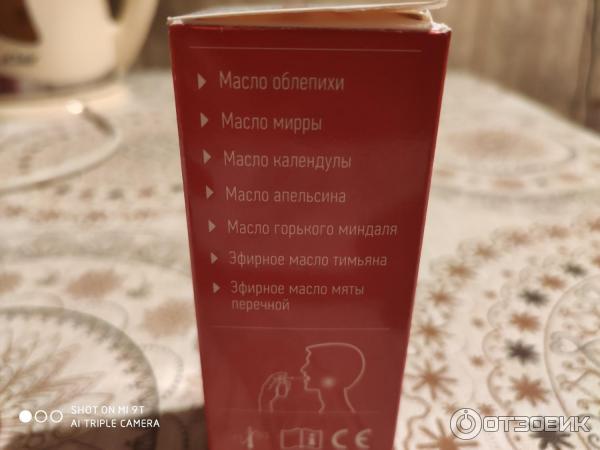 Масло облепихи
Масло мирры
Масло календулы
Масло апельсина
Масло горького миндаля
Эфирное масло тимьяна
Эфирное масло мяты
перечной
CE
SHOT ON MI 9T
AI TRIPLE CAMERA
ОТЗОВИК